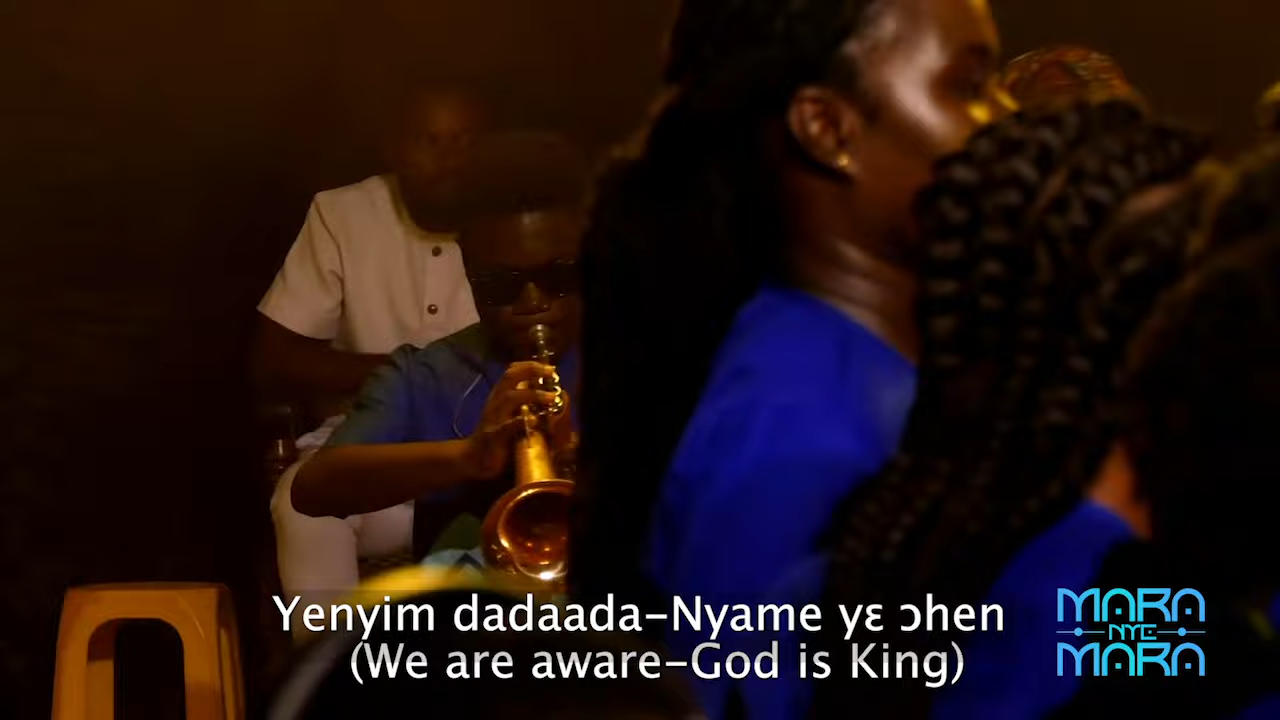 Yenyim dadaada-Nyame yɛ ɔhen
(We are aware-God is King)
MARA
NYE
MARA